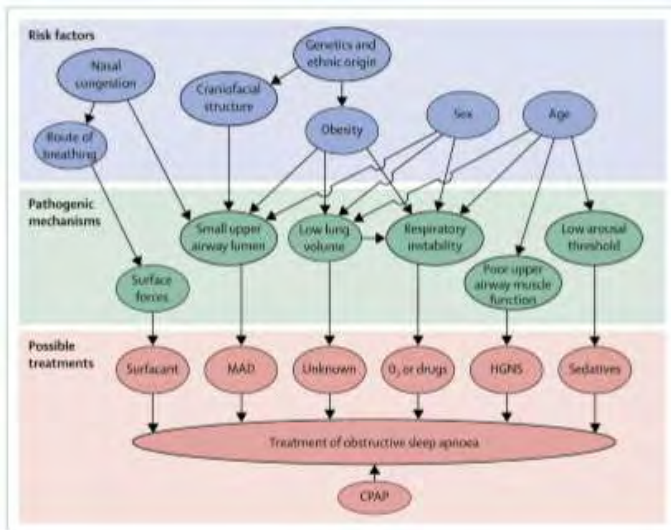 Risk factors
Genetics and
ethnic origin
Nasal
congestion
Craniofacial
structure
Sex
Age
Route of
breathing
Obesity
Pathogenic
mechanisms
Small upper
airway lumen
Low lung
volume
Respiratory
instability
Low arousal
threshold
Surface
forces
Poor upper
airway muscle
function
Possible
treatments
Surfacant
MAD
Unknown
O₂ or drugs
HGNS
Sedatives
Treatment of obstructive sleep apnoea
CPAP